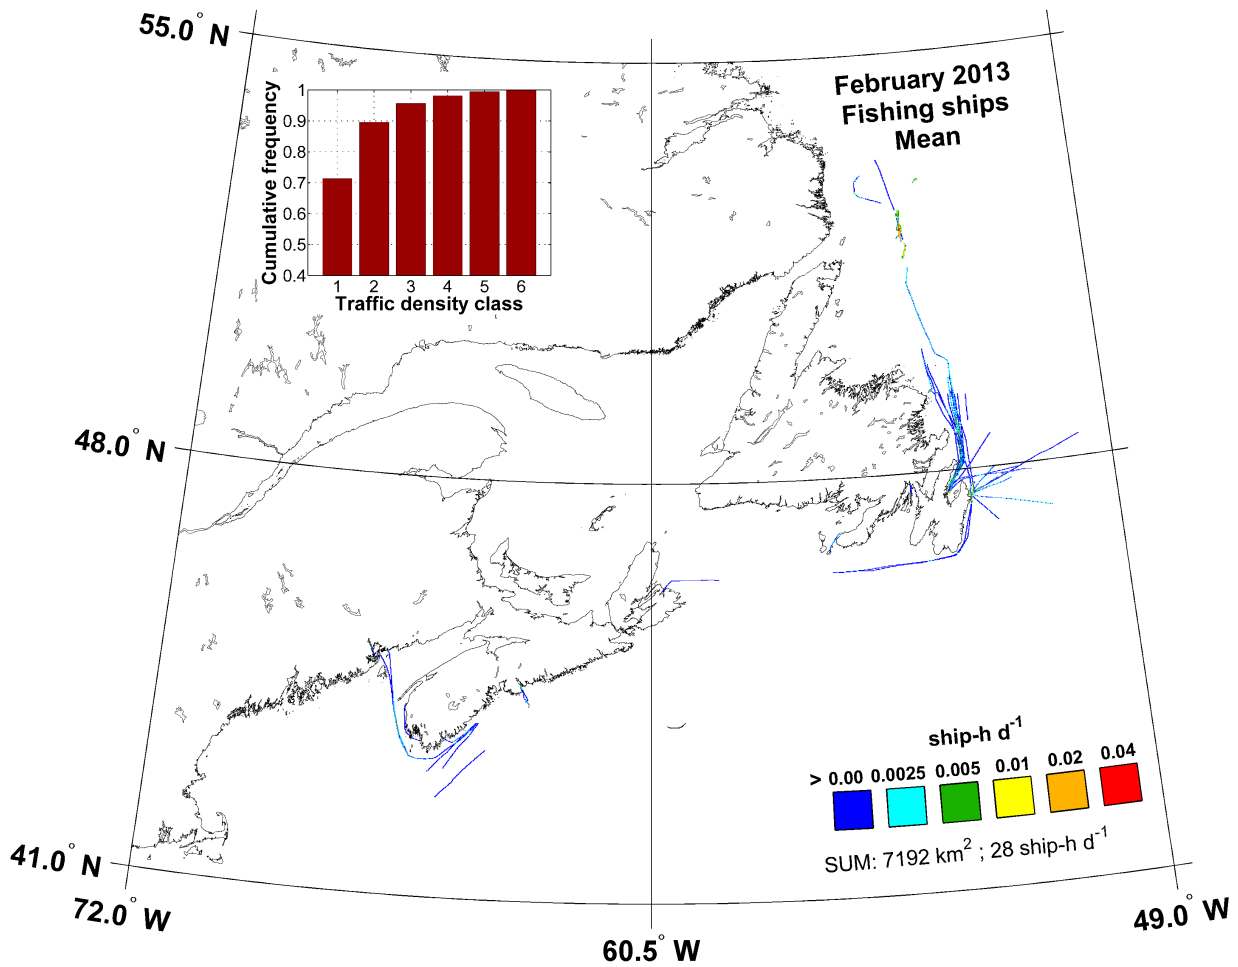 55.0° N
February 2013
Fishing ships
Mean
Cumulative frequency
1
0.9
0.8
0.7
0.6
0.5
0.4
1 2 3 4 5 6
Traffic density class
48.0° N
ship-h d-1
> 0.00 0.0025 0.005 0.01 0.02 0.04
SUM: 7192 km2 ; 28 ship-h d-1
41.0° N
72.0° W
60.5° W
49.0° W